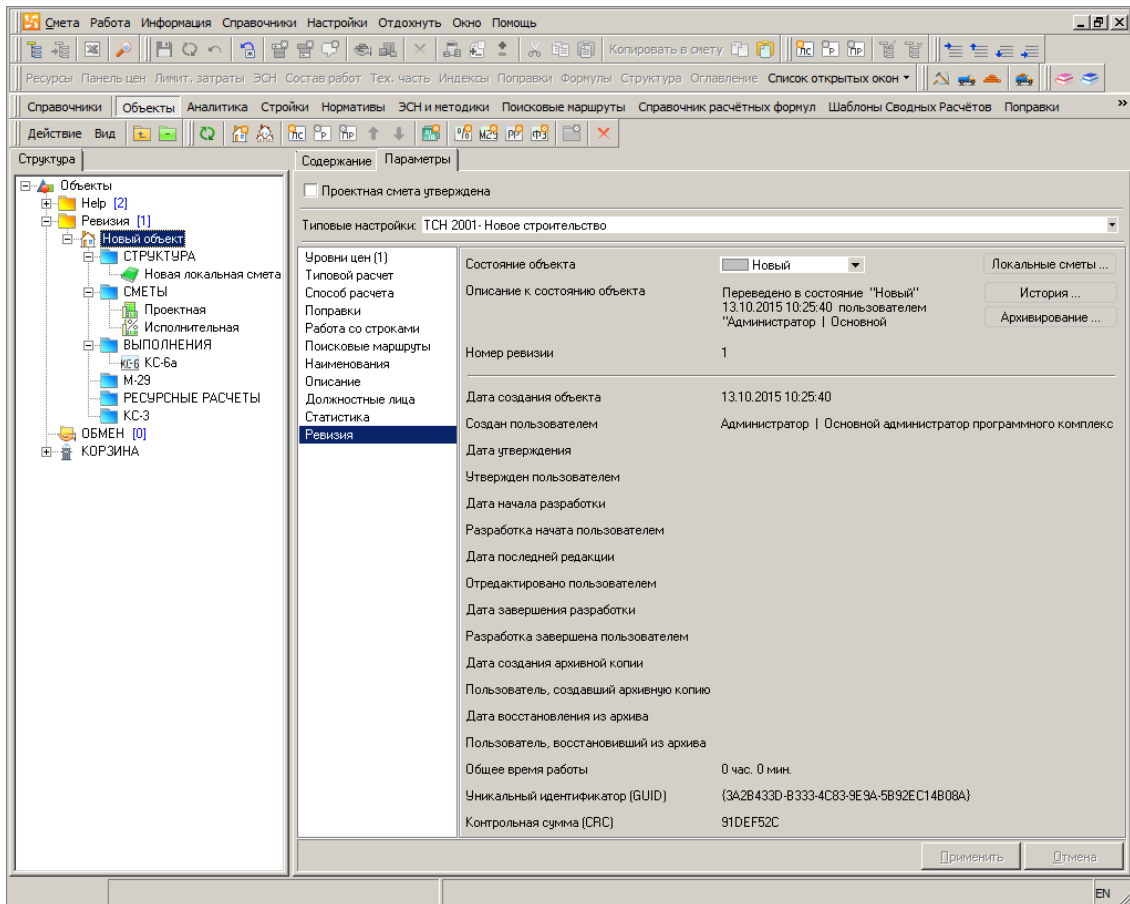 Смета Работа Информация Справочники Настройки Отдохнуть Окно Помощь
Копировать в смету
Ресурсы Панель цен Лимит. затраты ЭСН Состав работ Тех. часть Индексы Поправки Формулы Структура Оглавление Список открытых окон
Справочники Объекты Аналитика Стройки Нормативы ЭСН и методики Поисковые маршруты Справочник расчётных формул Шаблоны Сводных Расчётов Поправки »
Действие Вид
Структура
Содержание Параметры
Объекты
Help [2]
Ревизия [1]
Новый объект
СТРУКТУРА
Новая локальная смета
СМЕТЫ
Проектная
Исполнительная
ВЫПОЛНЕНИЯ
КС-6 КС-6а
М-29
РЕСУРСНЫЕ РАСЧЕТЫ
КС-3
ОБМЕН [0]
КОРЗИНА
Проектная смета утверждена
Типовые настройки: ТСН 2001- Новое строительство
Уровни цен (1)
Типовой расчет
Способ расчета
Поправки
Работа со строками
Поисковые маршруты
Наименования
Описание
Должностные лица
Статистика
Ревизия
Состояние объекта Новый Локальные сметы ...
Описание к состоянию объекта Переведено в состояние "Новый"
13.10.2015 10:25:40 пользователем
"Администратор | Основной
История ...
Архивирование ...
Номер ревизии 1
Дата создания объекта 13.10.2015 10:25:40
Создан пользователем Администратор | Основной администратор программного комплекс
Дата утверждения
Утвержден пользователем
Дата начала разработки
Разработка начата пользователем
Дата последней редакции
Отредактировано пользователем
Дата завершения разработки
Разработка завершена пользователем
Дата создания архивной копии
Пользователь, создавший архивную копию
Дата восстановления из архива
Пользователь, восстановивший из архива
Общее время работы 0 час. 0 мин.
Уникальный идентификатор (GUID) {3A2B433D-B333-4C83-9E9A-5B92EC14B08A}
Контрольная сумма (CRC) 91DEF52C
Применить Отмена
EN